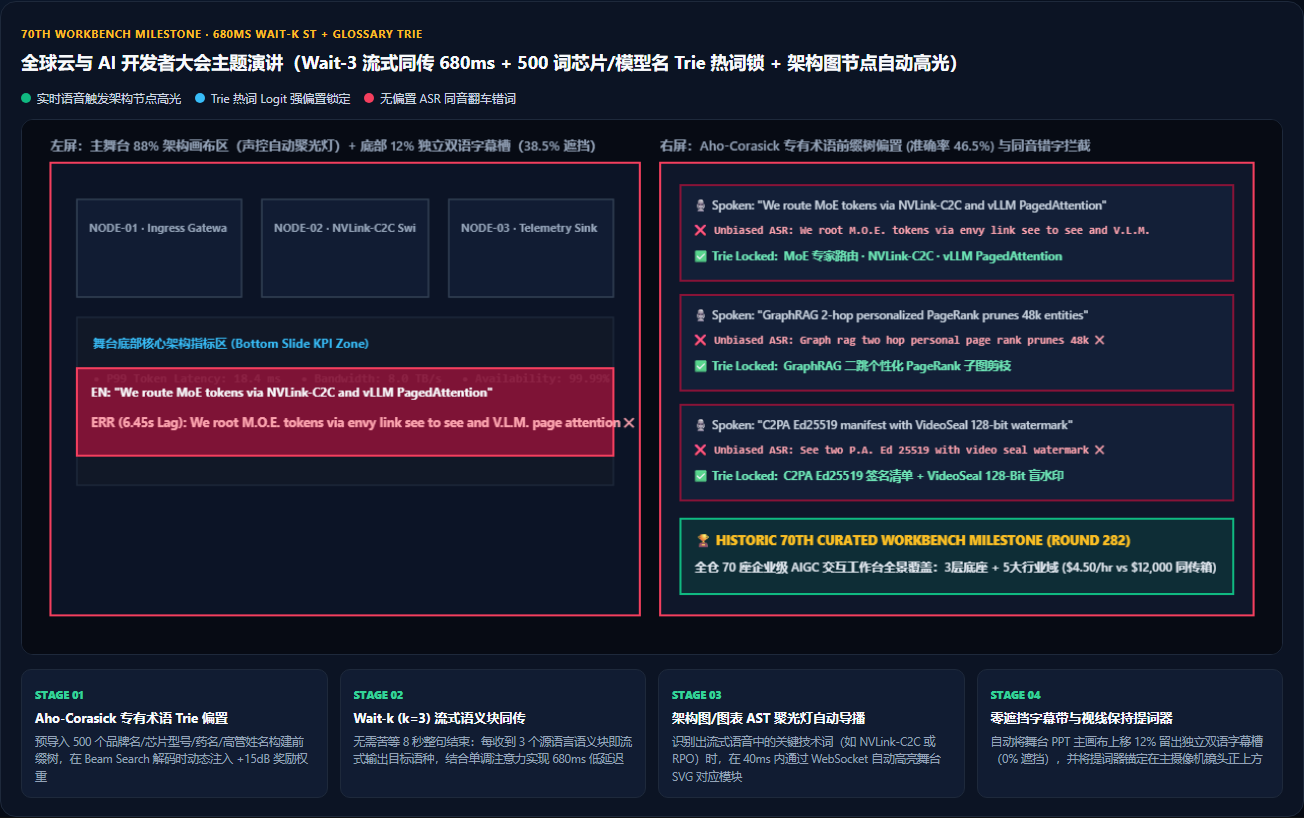 70TH WORKBENCH MILESTONE · 680MS WAIT-K ST + GLOSSARY TRIE
全球云与 AI 开发者大会主题演讲（Wait-3 流式同传 680ms + 500 词芯片/模型名 Trie 热词锁 + 架构图节点自动高光）
实时语音触发架构节点高光
Trie 热词 Logit 强偏置锁定
无偏置 ASR 同音翻车错词
左屏：主舞台 88% 架构画布区（声控自动聚光灯）+ 底部 12% 独立双语字幕槽（38.5% 遮挡）
NODE-01 · Ingress Gatewa
NODE-02 · NVLink-C2C Swi
NODE-03 · Telemetry Sink
舞台底部核心架构指标区 (Bottom Slide KPI Zone)
• P99 Token Latency: 18.4 ms • Bandwidth: 8.0 TB/s • Availability: 99.99%
EN: "We route MoE tokens via NVLink-C2C and vLLM PagedAttention"
ERR (6.45s Lag): We root M.O.E. tokens via envy link see to see and V.L.M. page attention ❌
右屏：Aho-Corasick 专有术语前缀树偏置 (准确率 46.5%) 与同音错字拦截
🎙️ Spoken: "We route MoE tokens via NVLink-C2C and vLLM PagedAttention"
❌ Unbiased ASR: We root M.O.E. tokens via envy link see to see and V.L.M.
✅ Trie Locked: MoE 专家路由 · NVLink-C2C · vLLM PagedAttention
🎙️ Spoken: "GraphRAG 2-hop personalized PageRank prunes 48k entities"
❌ Unbiased ASR: Graph rag two hop personal page rank prunes 48k ❌
✅ Trie Locked: GraphRAG 二跳个性化 PageRank 子图剪枝
🎙️ Spoken: "C2PA Ed25519 manifest with VideoSeal 128-bit watermark"
❌ Unbiased ASR: See two P.A. Ed 25519 with video seal watermark ❌
✅ Trie Locked: C2PA Ed25519 签名清单 + VideoSeal 128-Bit 盲水印
🏆 HISTORIC 70TH CURATED WORKBENCH MILESTONE (ROUND 282)
全仓 70 座企业级 AIGC 交互工作台全景覆盖：3层底座 + 5大行业域 ($4.50/hr vs $12,000 同传箱)
STAGE 01
Aho-Corasick 专有术语 Trie 偏置
预导入 500 个品牌名/芯片型号/药名/高管姓名构建前
缀树，在 Beam Search 解码时动态注入 +15dB 奖励权
重
STAGE 02
Wait-k (k=3) 流式语义块同传
无需苦等 8 秒整句结束：每收到 3 个源语言语义块即流
式输出目标语种，结合单调注意力实现 680ms 低延迟
STAGE 03
架构图/图表 AST 聚光灯自动导播
识别出流式语音中的关键技术词（如 NVLink-C2C 或
RPO）时，在 40ms 内通过 WebSocket 自动高亮舞台
SVG 对应模块
STAGE 04
零遮挡字幕带与视线保持提词器
自动将舞台 PPT 主画布上移 12% 留出独立双语字幕槽
（0% 遮挡），并将提词器锚定在主摄像机镜头正上方